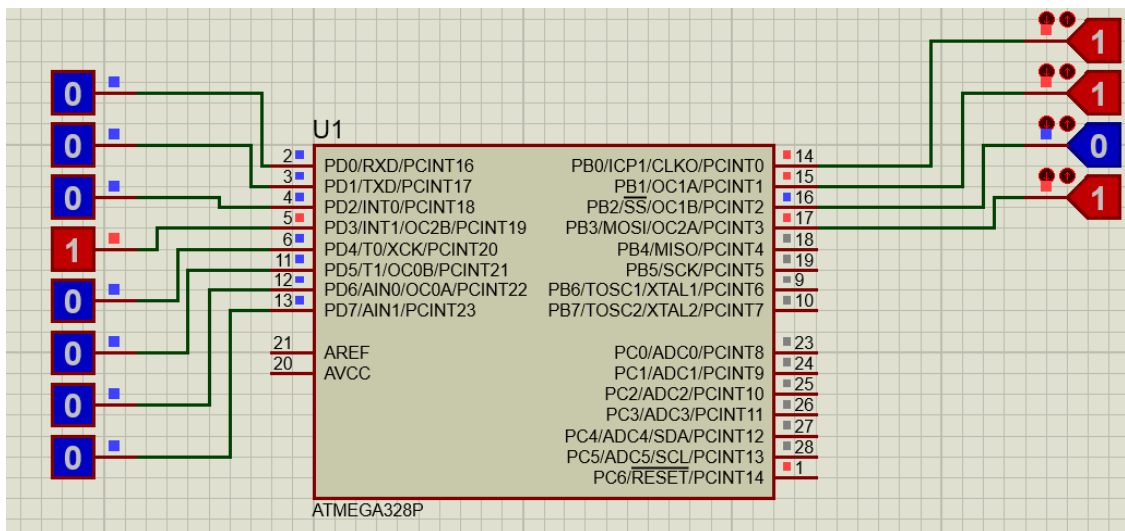 1
0
1
0
U1
0
0
2 PD0/RXD/PCINT16 PB0/ICP1/CLKO/PCINT0 14
3 PD1/TXD/PCINT17 PB1/OC1A/PCINT1 15
0
4 PD2/INT0/PCINT18 PB2/SS/OC1B/PCINT2 16
1
5 PD3/INT1/OC2B/PCINT19 PB3/MOSI/OC2A/PCINT3 17
1
6 PD4/T0/XCK/PCINT20 PB4/MISO/PCINT4 18
11 PD5/T1/OC0B/PCINT21 PB5/SCK/PCINT5 19
12 PD6/AIN0/OC0A/PCINT22 PB6/TOSC1/XTAL1/PCINT6 9
0
13 PD7/AIN1/PCINT23 PB7/TOSC2/XTAL2/PCINT7 10
0
21 AREF PC0/ADC0/PCINT8 23
20 AVCC PC1/ADC1/PCINT9 24
PC2/ADC2/PCINT10 25
0
PC3/ADC3/PCINT11 26
PC4/ADC4/SDA/PCINT12 27
0
PC5/ADC5/SCL/PCINT13 28
PC6/RESET/PCINT14 1
ATMEGA328P